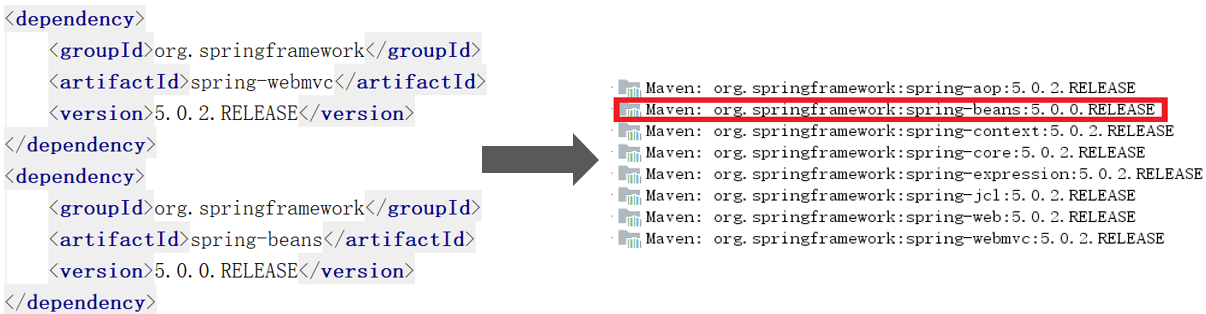 <dependency>
<groupId>org.springframework</groupId>
<artifactId>spring-webmvc</artifactId>
<version>5.0.2.RELEASE</version>
</dependency>
<dependency>
<groupId>org.springframework</groupId>
<artifactId>spring-beans</artifactId>
<version>5.0.0.RELEASE</version>
</dependency>
Maven: org.springframework:spring-aop:5.0.2.RELEASE
Maven: org.springframework:spring-beans:5.0.0.RELEASE
Maven: org.springframework:spring-context:5.0.2.RELEASE
Maven: org.springframework:spring-core:5.0.2.RELEASE
Maven: org.springframework:spring-expression:5.0.2.RELEASE
Maven: org.springframework:spring-jcl:5.0.2.RELEASE
Maven: org.springframework:spring-web:5.0.2.RELEASE
Maven: org.springframework:spring-webmvc:5.0.2.RELEASE